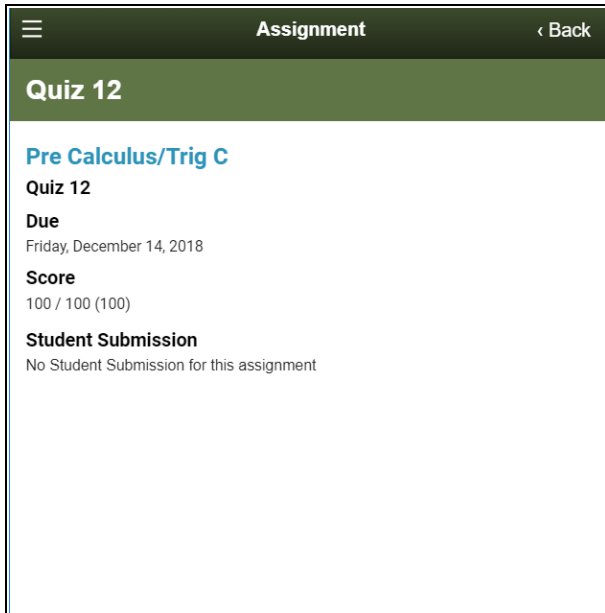 Assignment
‹ Back
Quiz 12
Pre Calculus/Trig C
Quiz 12
Due
Friday, December 14, 2018
Score
100 / 100 (100)
Student Submission
No Student Submission for this assignment